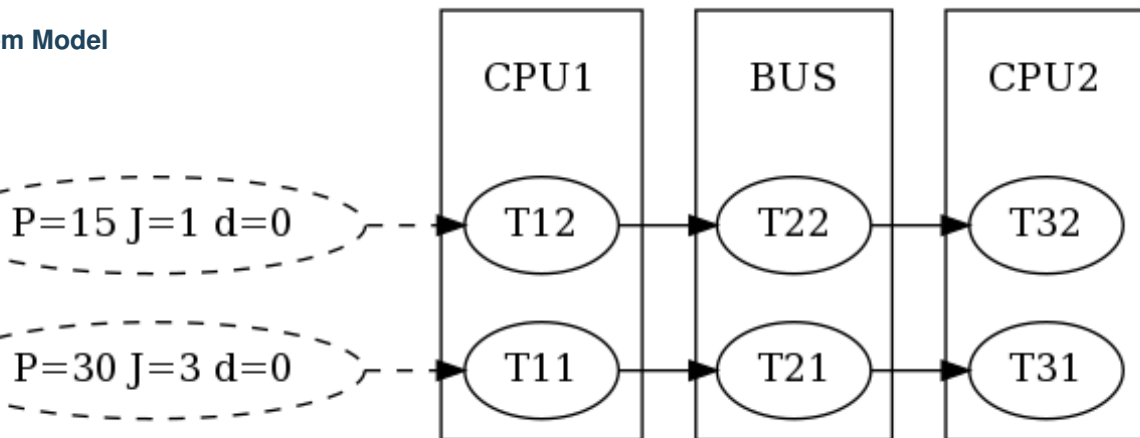 m Model
CPU1 BUS CPU2
P=15 J=1 d=0 T12 T22 T32
P=30 J=3 d=0 T11 T21 T31